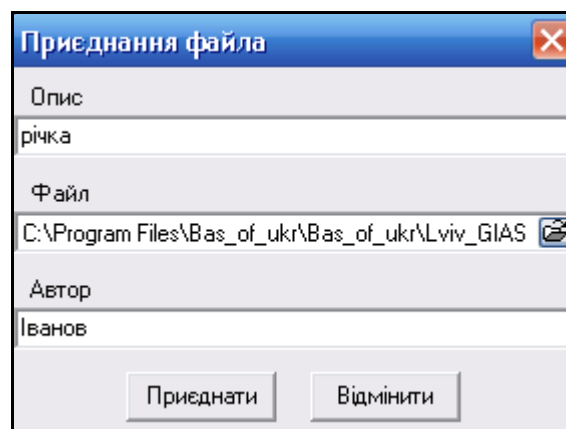 Приєднання файла
Опис
річка
Файл
C:\Program Files\Bas_of_ukr\Bas_of_ukr\Lviv_GIAS
Автор
Іванов
Приєднати Відмінити